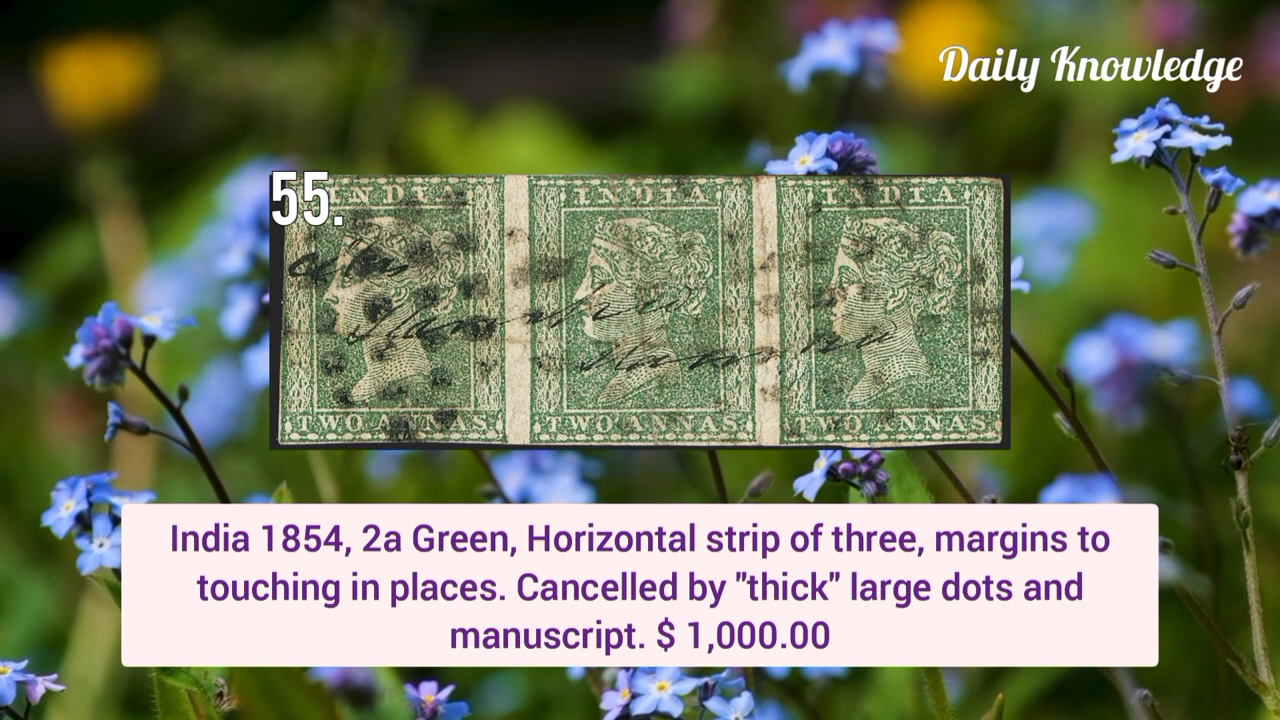 Daily Knowledge
55.
INDIA INDIA INDIA
TWO ANNAS TWO ANNAS TWO ANNAS
India 1854, 2a Green, Horizontal strip of three, margins to
touching in places. Cancelled by "thick" large dots and
manuscript. $ 1,000.00